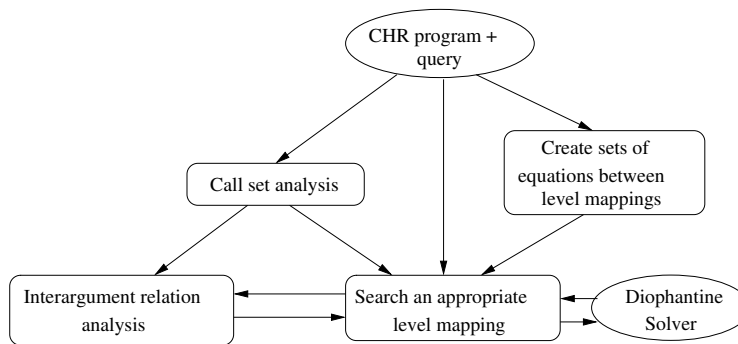 CHR program +
query
Create sets of
equations between
level mappings
Call set analysis
Interargument relation
analysis
Search an appropriate
level mapping
Diophantine
Solver